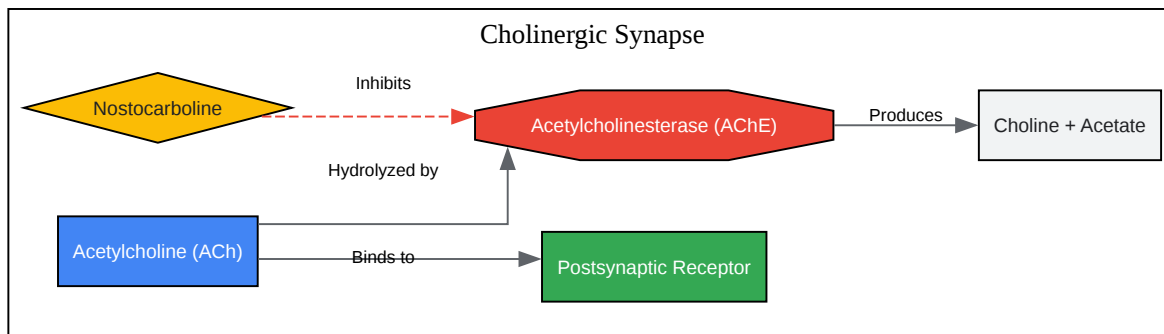 Cholinergic Synapse
Nostocarboline
Inhibits
Acetylcholinesterase (AChE)
Produces
Choline + Acetate
Hydrolyzed by
Acetylcholine (ACh)
Binds to
Postsynaptic Receptor